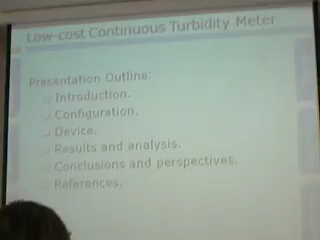 Low-cost Continuous Turbidity Meter
Presentation Outline:
Introduction.
Configuration.
Device.
Results and analysis.
Conclusions and perspectives.
References.